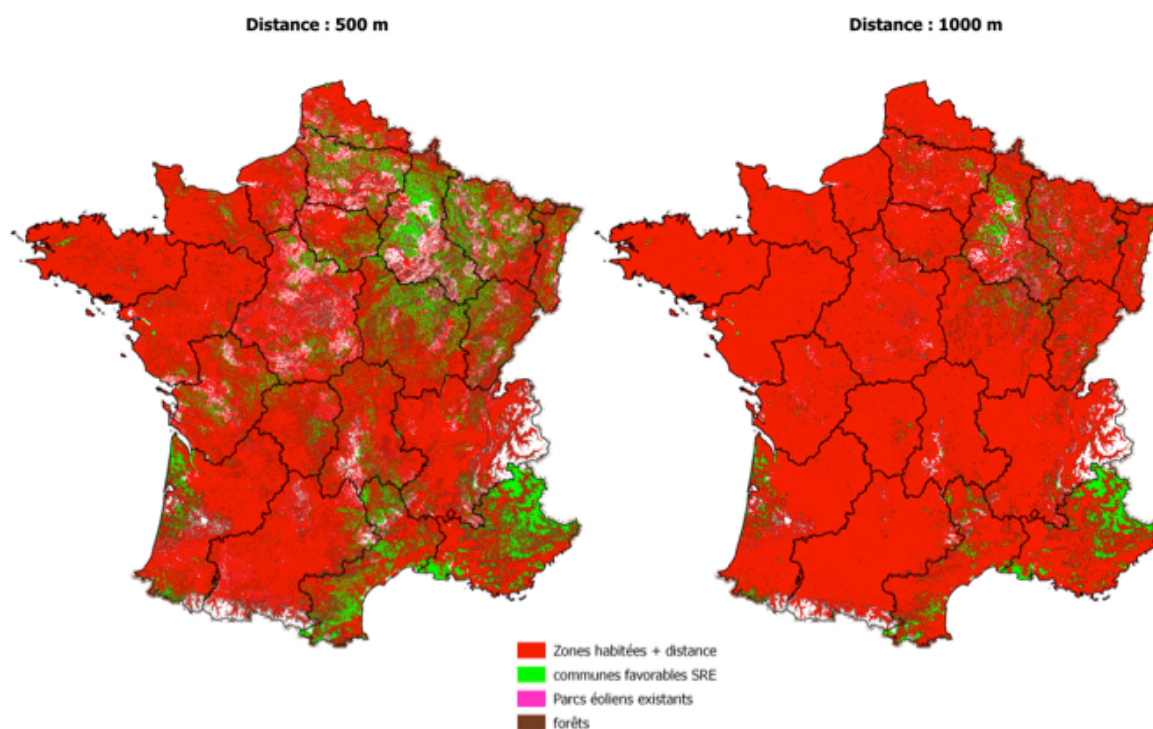 Distance : 500 m
Distance : 1000 m
Zones habitées + distance
communes favorables SRE
Parcs éoliens existants
forêts